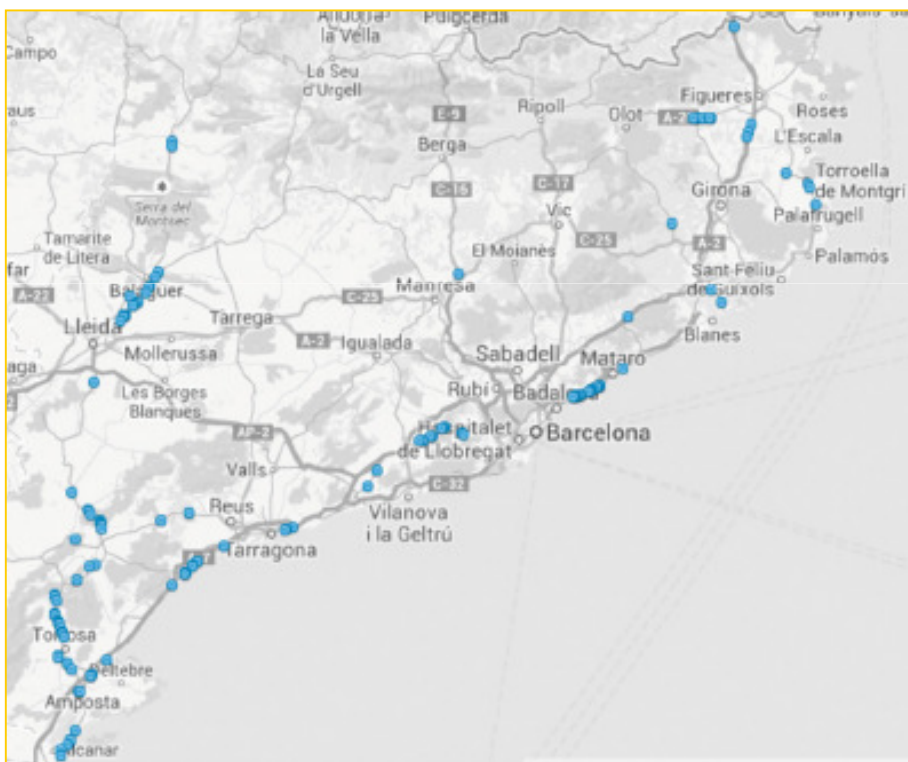 la Vella
Puigcerdà
Campo
La Seu
d'Urgell
Figueres
Roses
E-9
Ripoll
Olot
A-2
L'Escala
Berga
Torroella
de Montgrí
C-16
C-17
Girona
Serra del
Montsec
Vic
Palafrugell
Tamarite
de Litera
El Moianès
C-25
A-2
Palamós
Sant Feliu
de Guíxols
A-22
Balaguer
C-25
Manresa
Tàrrega
Blanes
Lleida
A-2
Igualada
Mollerussa
Sabadell
Mataró
Les Borges
Blanques
Rubí
Badalona
AP-2
Hospitalet
de Llobregat
Barcelona
Valls
C-32
Reus
Vilanova
i la Geltrú
Tarragona
A-7
Tortosa
Deltebre
Amposta
Alcanar